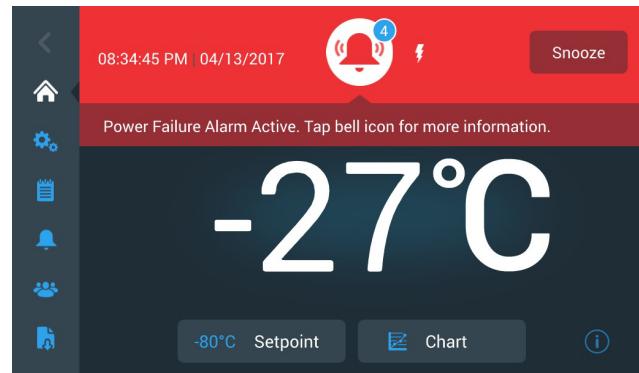 4
08:34:45 PM | 04/13/2017
Snooze
Power Failure Alarm Active. Tap bell icon for more information.
-27°C
-80°C Setpoint
Chart
i